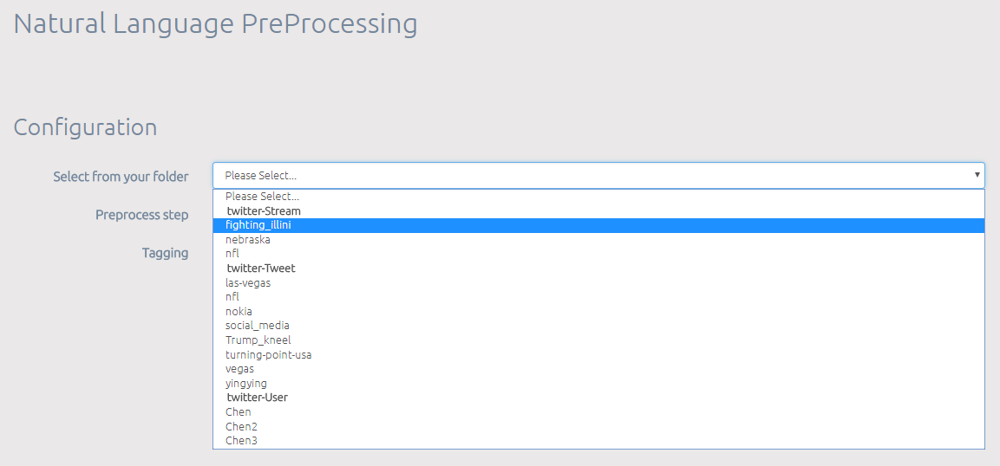 Natural Language PreProcessing
Configuration
Select from your folder
Please Select...
Preprocess step
Tagging
Please Select...
twitter-Stream
fighting_illini
nebraska
nfl
twitter-Tweet
las-vegas
nfl
nokia
social_media
Trump_kneel
turning-point-usa
vegas
yingying
twitter-User
Chen
Chen2
Chen3